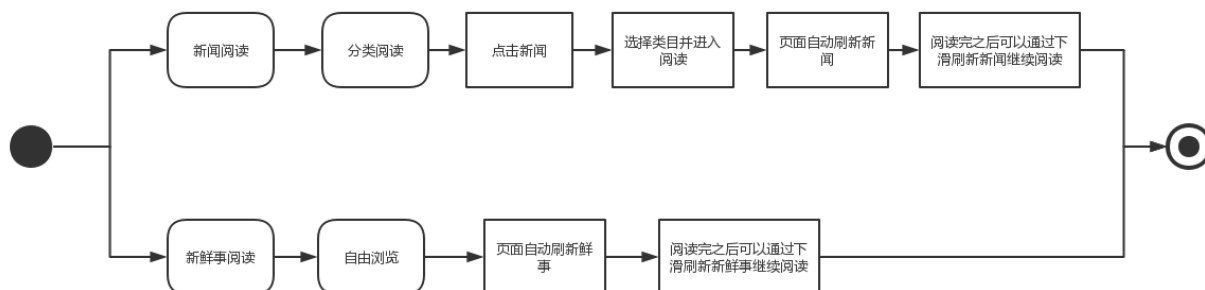 新闻阅读
分类阅读
点击新闻
选择类目并进入
阅读
页面自动刷新新
闻
阅读完之后可以通过下
滑刷新新闻继续阅读
新鲜事阅读
自由浏览
页面自动刷新鲜
事
阅读完之后可以通过下
滑刷新新鲜事继续阅读